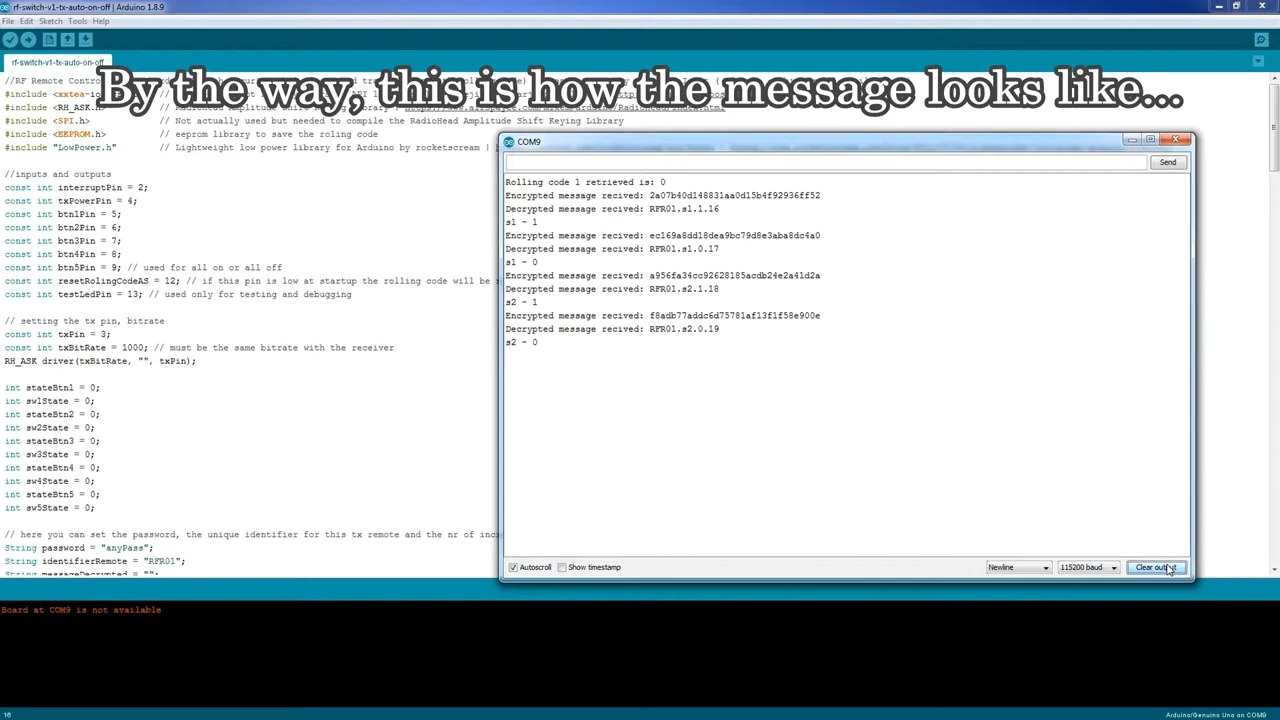 rf-switch-v1-tx-auto-on-off | Arduino 1.8.9
File Edit Sketch Tools Help
rf-switch-v1-tx-auto-on-off
By the way, this is how the message looks like...
//RF Remote Contro
#include <xxtea-
#include <RH_ASK.h>
#include <SPI.h> // Not actually used but needed to compile the RadioHead Amplitude Shift Keying Library
#include <EEPROM.h> // eeprom library to save the roling code
#include "LowPower.h" // Lightweight low power library for Arduino by rocketscream |
//inputs and outputs
const int interruptPin = 2;
const int txPowerPin = 4;
const int btn1Pin = 5;
const int btn2Pin = 6;
const int btn3Pin = 7;
const int btn4Pin = 8;
const int btn5Pin = 9; // used for all on or all off
const int resetRolingCodeAS = 12; // if this pin is low at startup the rolling code will be
const int testLedPin = 13; // used only for testing and debugging
// setting the tx pin, bitrate
const int txPin = 3;
const int txBitRate = 1000; // must be the same bitrate with the receiver
RH_ASK driver(txBitRate, "", txPin);
int stateBtn1 = 0;
int sw1State = 0;
int stateBtn2 = 0;
int sw2State = 0;
int stateBtn3 = 0;
int sw3State = 0;
int stateBtn4 = 0;
int sw4State = 0;
int stateBtn5 = 0;
int sw5State = 0;
// here you can set the password, the unique identifier for this tx remote and the nr of inc
String password = "anyPass";
String identifierRemote = "RFR01";
String messageDecrypted = "";
COM9
Send
Rolling code 1 retrieved is: 0
Encrypted message recived: 2a07b40d148831aa0d15b4f92936ff52
Decrypted message recived: RFR01.s1.1.16
s1 - 1
Encrypted message recived: ec169a8dd18dea9bc79d8e3aba8dc4a0
Decrypted message recived: RFR01.s1.0.17
s1 - 0
Encrypted message recived: a956fa34cc92628185acdb24e2a41d2a
Decrypted message recived: RFR01.s2.1.18
s2 - 1
Encrypted message recived: f8adb77addc6d75781af13f1f58e900e
Decrypted message recived: RFR01.s2.0.19
s2 - 0
Autoscroll Show timestamp Newline 115200 baud Clear output
Board at COM9 is not available
16 Arduino/Genuino Uno on COM9